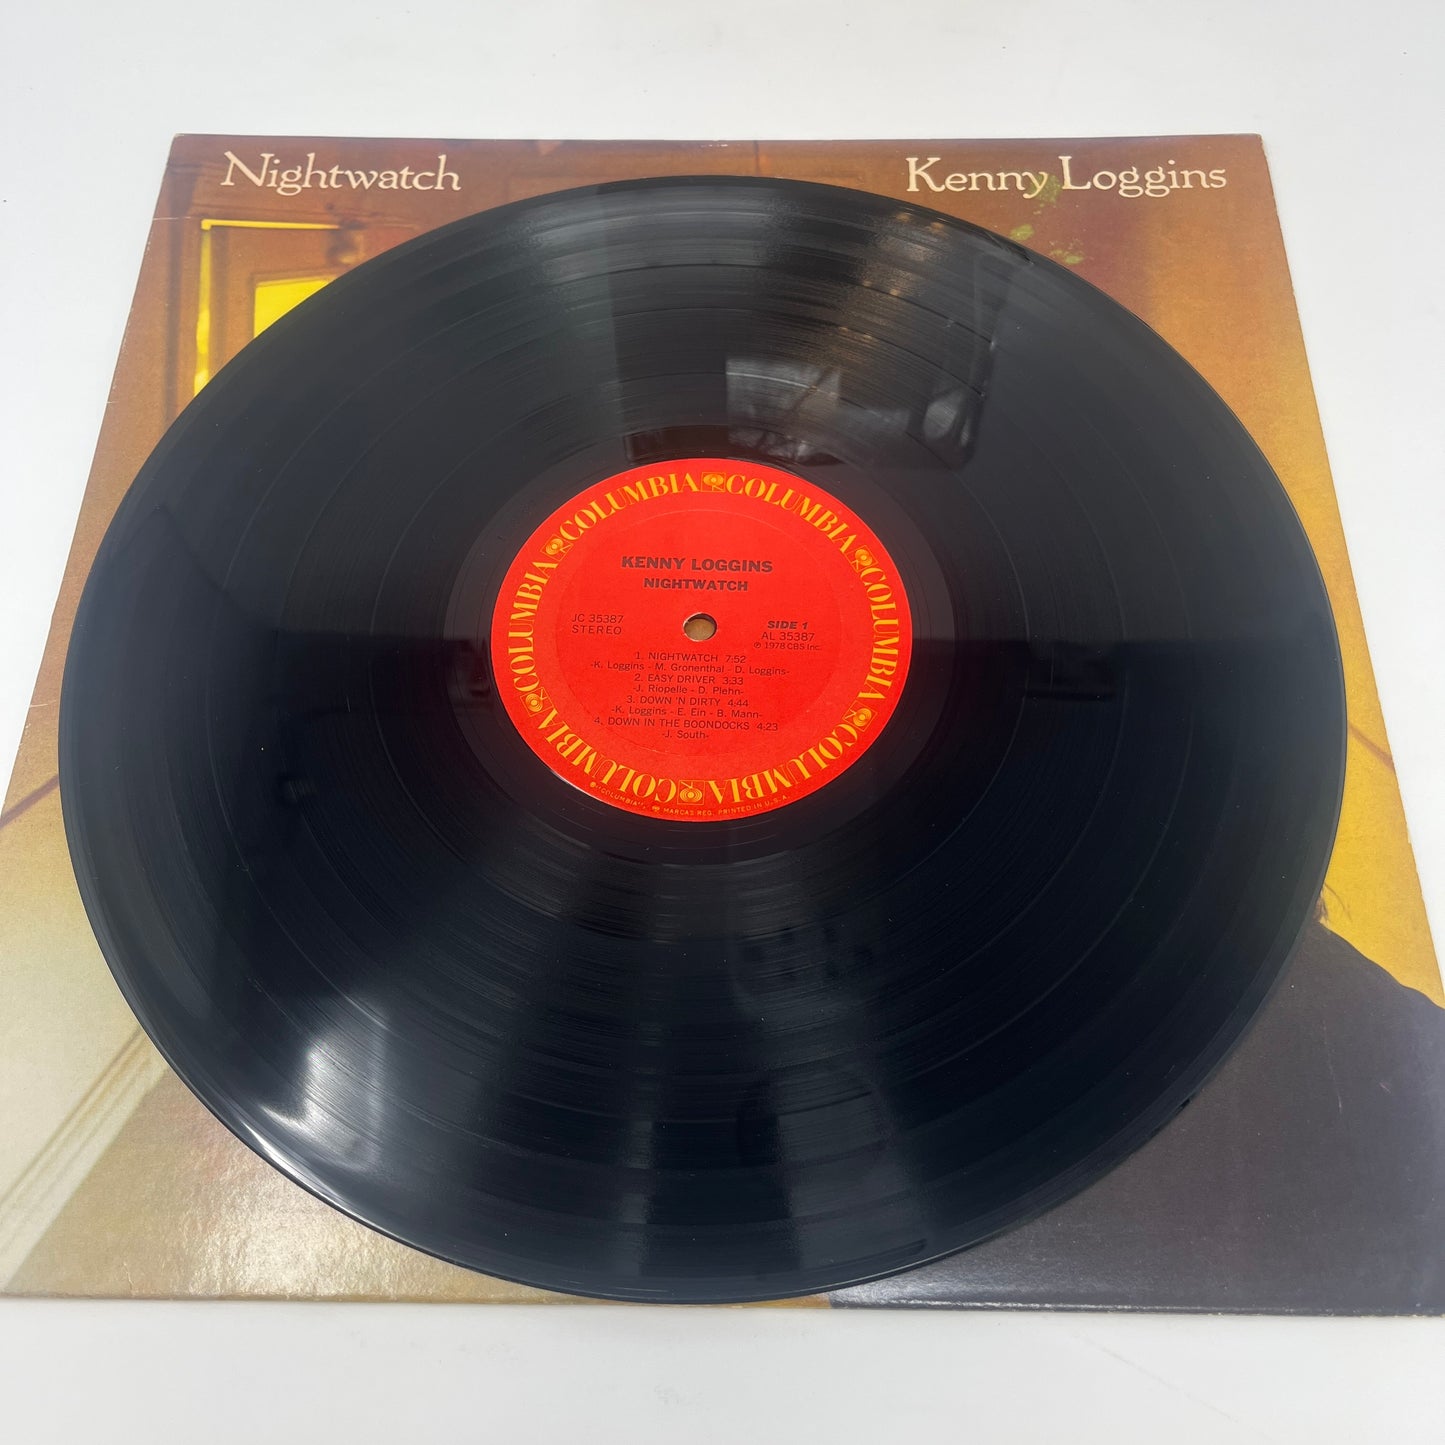 Nightwatch
Kenny Loggins
COLUMBIA COLUMBIA COLUMBIA COLUMBIA COLUMBIA COLUMBIA
KENNY LOGGINS
NIGHTWATCH
JC 35387
STEREO
SIDE 1
AL 35387
℗ 1978 CBS Inc.
1. NIGHTWATCH 7:52
-K. Loggins - M. Gronenthal - D. Loggins-
2. EASY DRIVER 3:33
-J. Riopelle - D. Plehn-
3. DOWN 'N DIRTY 4:44
-K. Loggins - E. Ein - B. Mann-
4. DOWN IN THE BOONDOCKS 4:23
-J. South-
"COLUMBIA", MARCAS REG. PRINTED IN U.S.A.